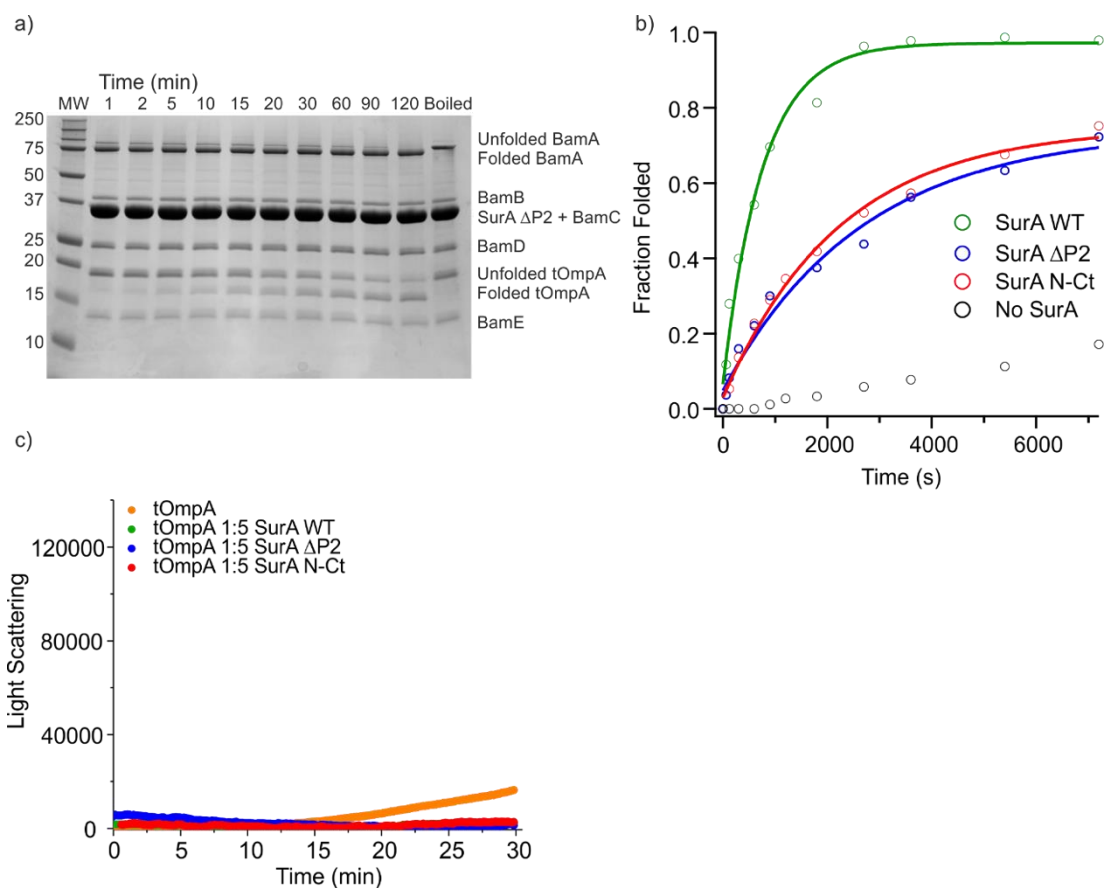 a)
Time (min)
MW 1 2 5 10 15 20 30 60 90 120 Boiled
250
75
50
37
25
20
15
10
Unfolded BamA
Folded BamA
BamB
SurA ΔP2 + BamC
BamD
Unfolded tOmpA
Folded tOmpA
BamE
b)
1.0
0.8
0.6
0.4
0.2
0.0
Fraction Folded
SurA WT
SurA ΔP2
SurA N-Ct
No SurA
0 2000 4000 6000
Time (s)
c)
tOmpA
tOmpA 1:5 SurA WT
tOmpA 1:5 SurA ΔP2
tOmpA 1:5 SurA N-Ct
120000
80000
40000
0
Light Scattering
0 5 10 15 20 25 30
Time (min)